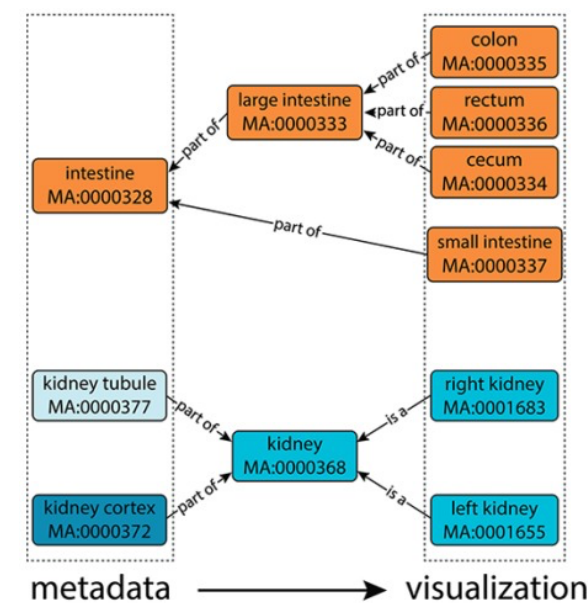 colon
MA:0000335
part of
large intestine
MA:0000333
part of
rectum
MA:0000336
part of
cecum
MA:0000334
part of
intestine
MA:0000328
part of
small intestine
MA:0000337
kidney tubule
MA:0000377
part of
right kidney
MA:0001683
is a
kidney
MA:0000368
kidney cortex
MA:0000372
part of
left kidney
MA:0001655
is a
metadata
visualization